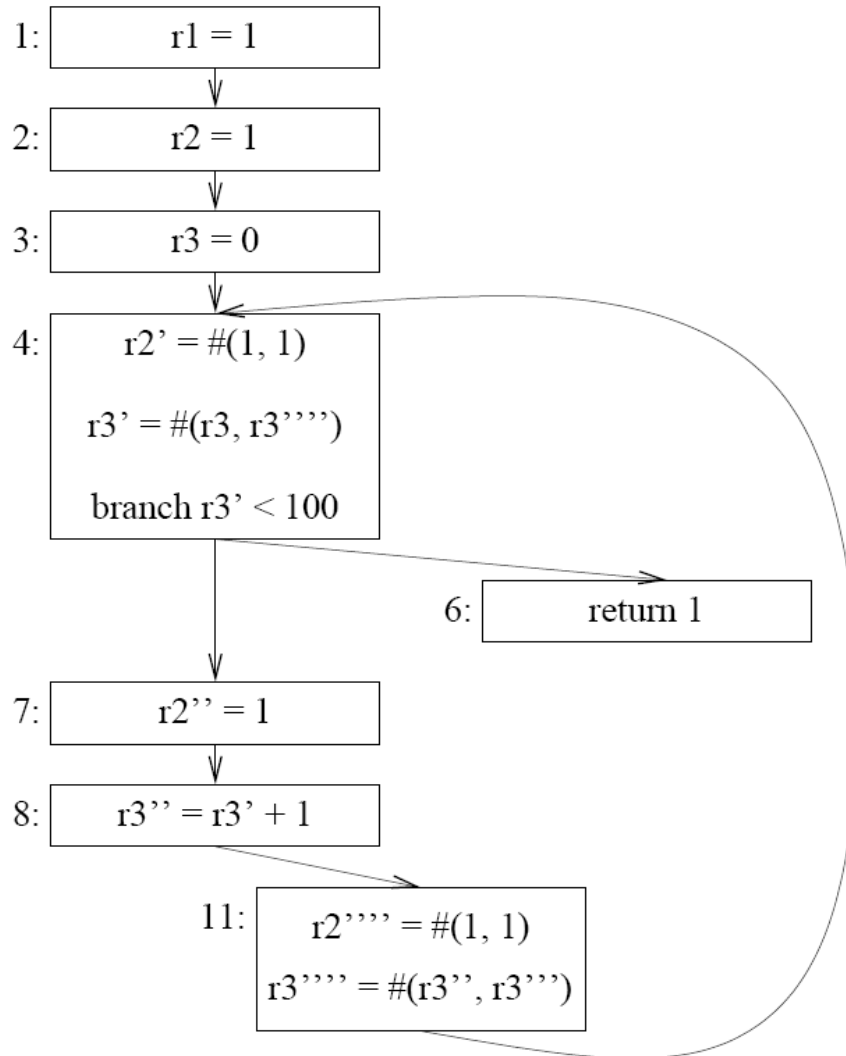 1: r1 = 1
2: r2 = 1
3: r3 = 0
4: r2’ = #(1, 1)
r3’ = #(r3, r3’’’’)
branch r3’ < 100
6: return 1
7: r2’’ = 1
8: r3’’ = r3’ + 1
11: r2’’’’ = #(1, 1)
r3’’’’ = #(r3’’, r3’’’)